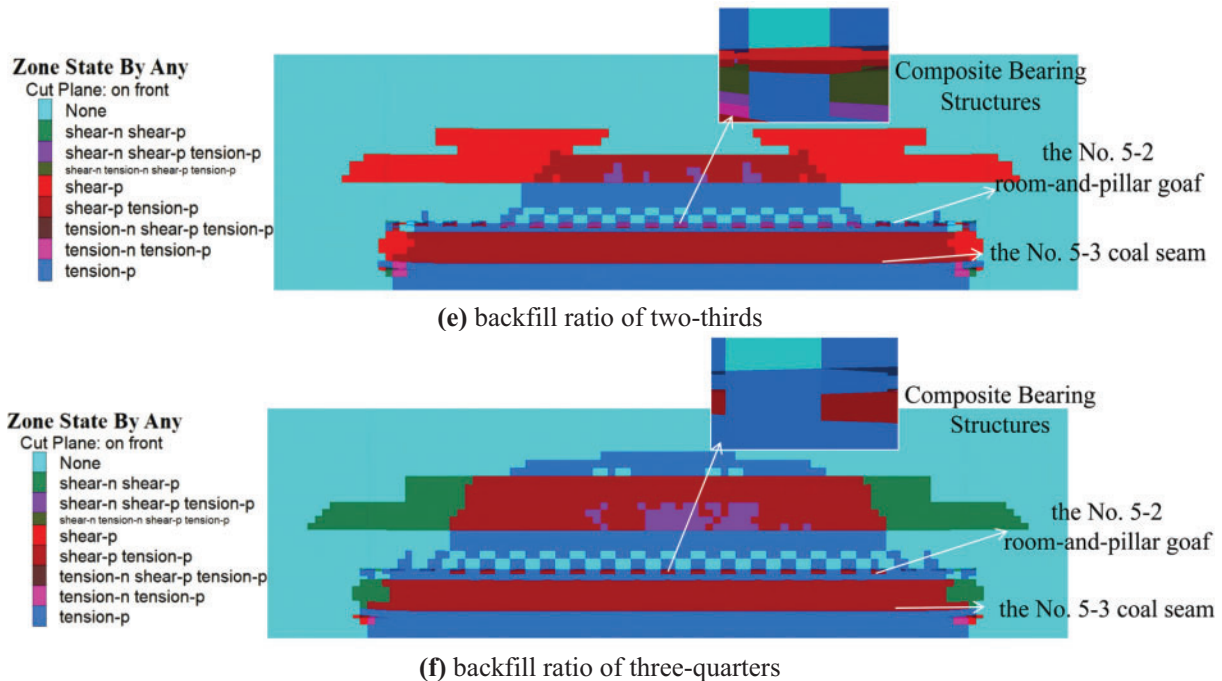 Zone State By Any
Cut Plane: on front
None
shear-n shear-p
shear-n shear-p tension-p
shear-n tension-n shear-p tension-p
shear-p
shear-p tension-p
tension-n shear-p tension-p
tension-n tension-p
tension-p
Composite Bearing
Structures
the No. 5-2
room-and-pillar goaf
the No. 5-3 coal seam
(e) backfill ratio of two-thirds
Zone State By Any
Cut Plane: on front
None
shear-n shear-p
shear-n shear-p tension-p
shear-n tension-n shear-p tension-p
shear-p
shear-p tension-p
tension-n shear-p tension-p
tension-n tension-p
tension-p
Composite Bearing
Structures
the No. 5-2
room-and-pillar goaf
the No. 5-3 coal seam
(f) backfill ratio of three-quarters